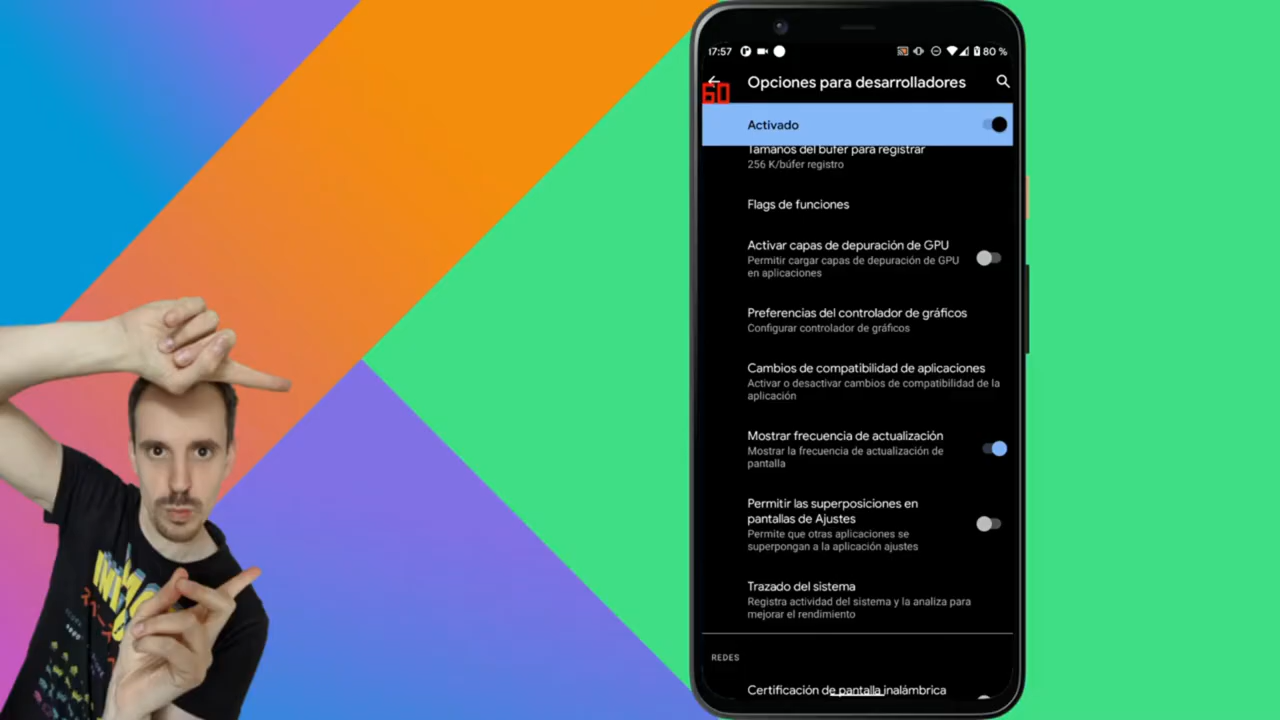 17:57
80 %
Opciones para desarrolladores
60
Activado
Tamaños del búfer para registrar
256 K/búfer registro
Flags de funciones
Activar capas de depuración de GPU
Permitir cargar capas de depuración de GPU
en aplicaciones
Preferencias del controlador de gráficos
Configurar controlador de gráficos
Cambios de compatibilidad de aplicaciones
Activar o desactivar cambios de compatibilidad de la
aplicación
Mostrar frecuencia de actualización
Mostrar la frecuencia de actualización de
pantalla
Permitir las superposiciones en
pantallas de Ajustes
Permite que otras aplicaciones se
superpongan a la aplicación ajustes
Trazado del sistema
Registra actividad del sistema y la analiza para
mejorar el rendimiento
REDES
Certificación de pantalla inalámbrica